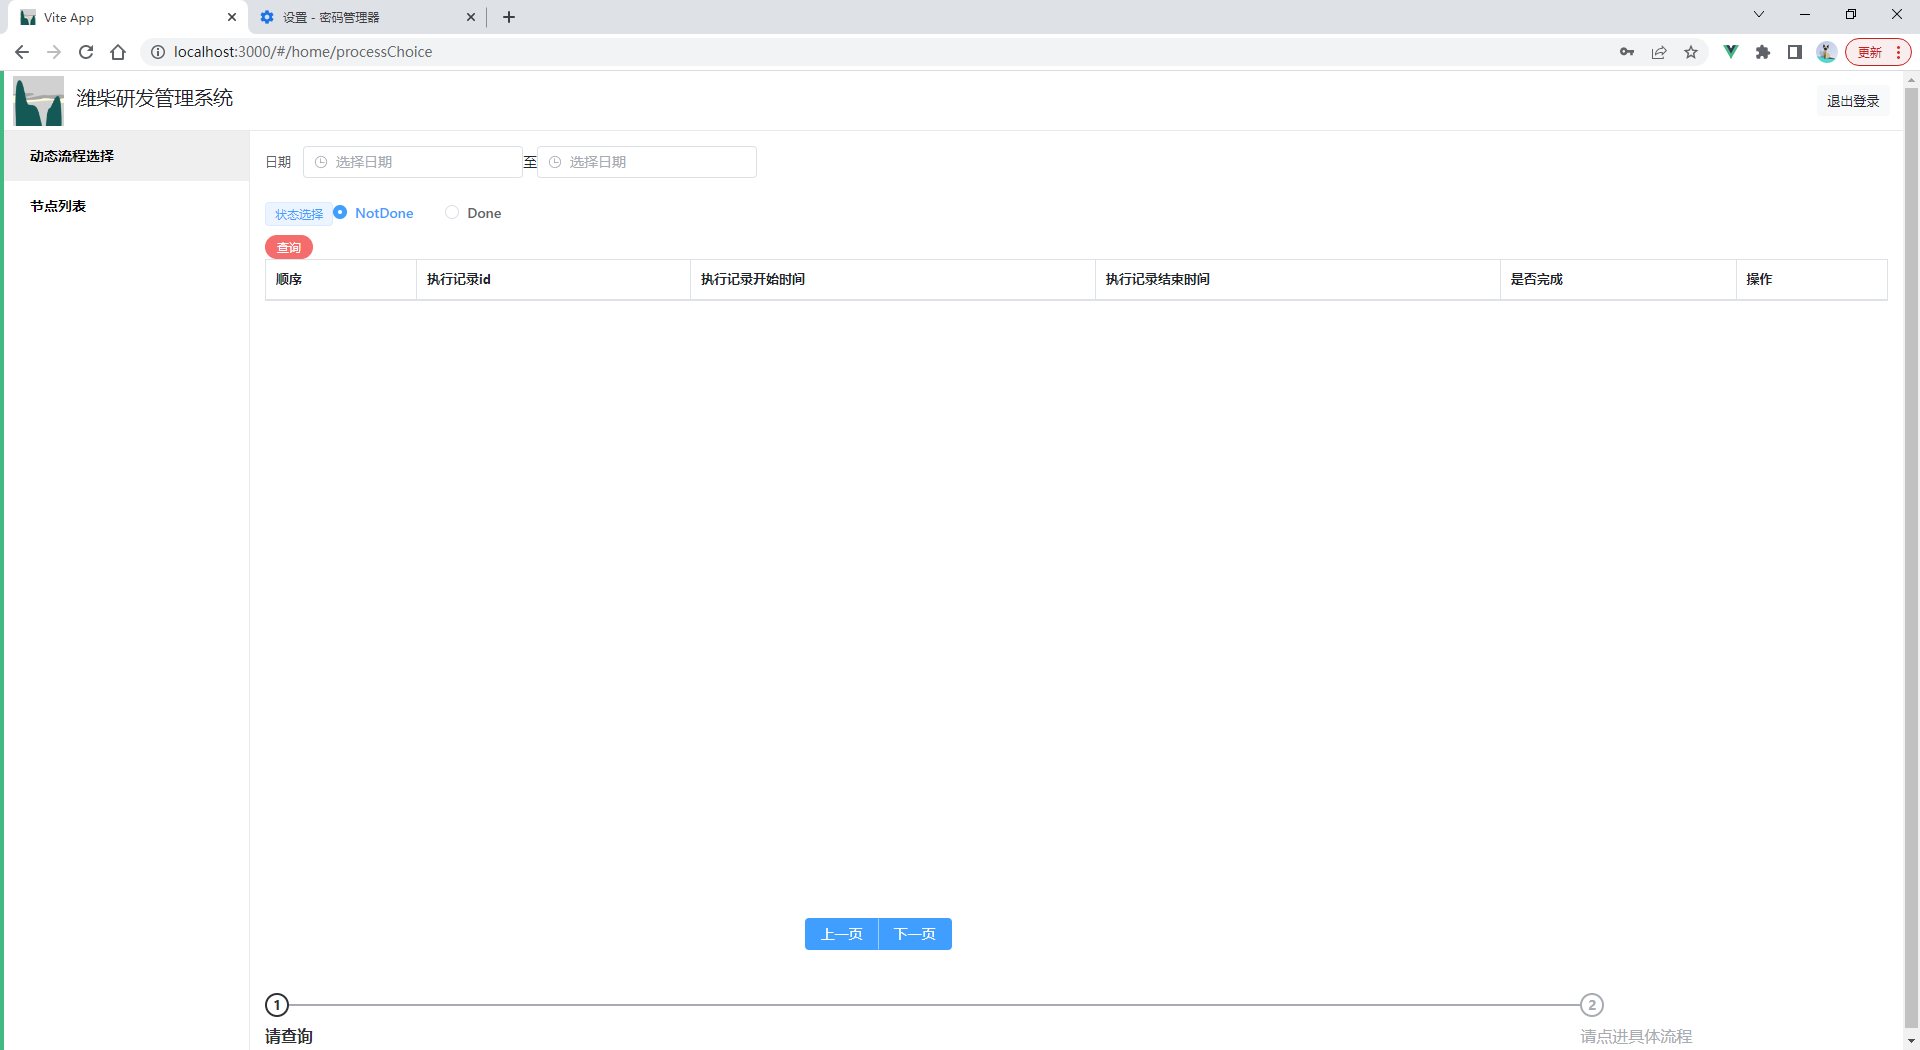 Vite App
设置 - 密码管理器
localhost:3000/#/home/processChoice
更新
潍柴研发管理系统
退出登录
动态流程选择
节点列表
日期 选择日期 至 选择日期
状态选择 NotDone Done
查询
顺序 执行记录id 执行记录开始时间 执行记录结束时间 是否完成 操作
上一页 下一页
1 2
请查询 请点进具体流程